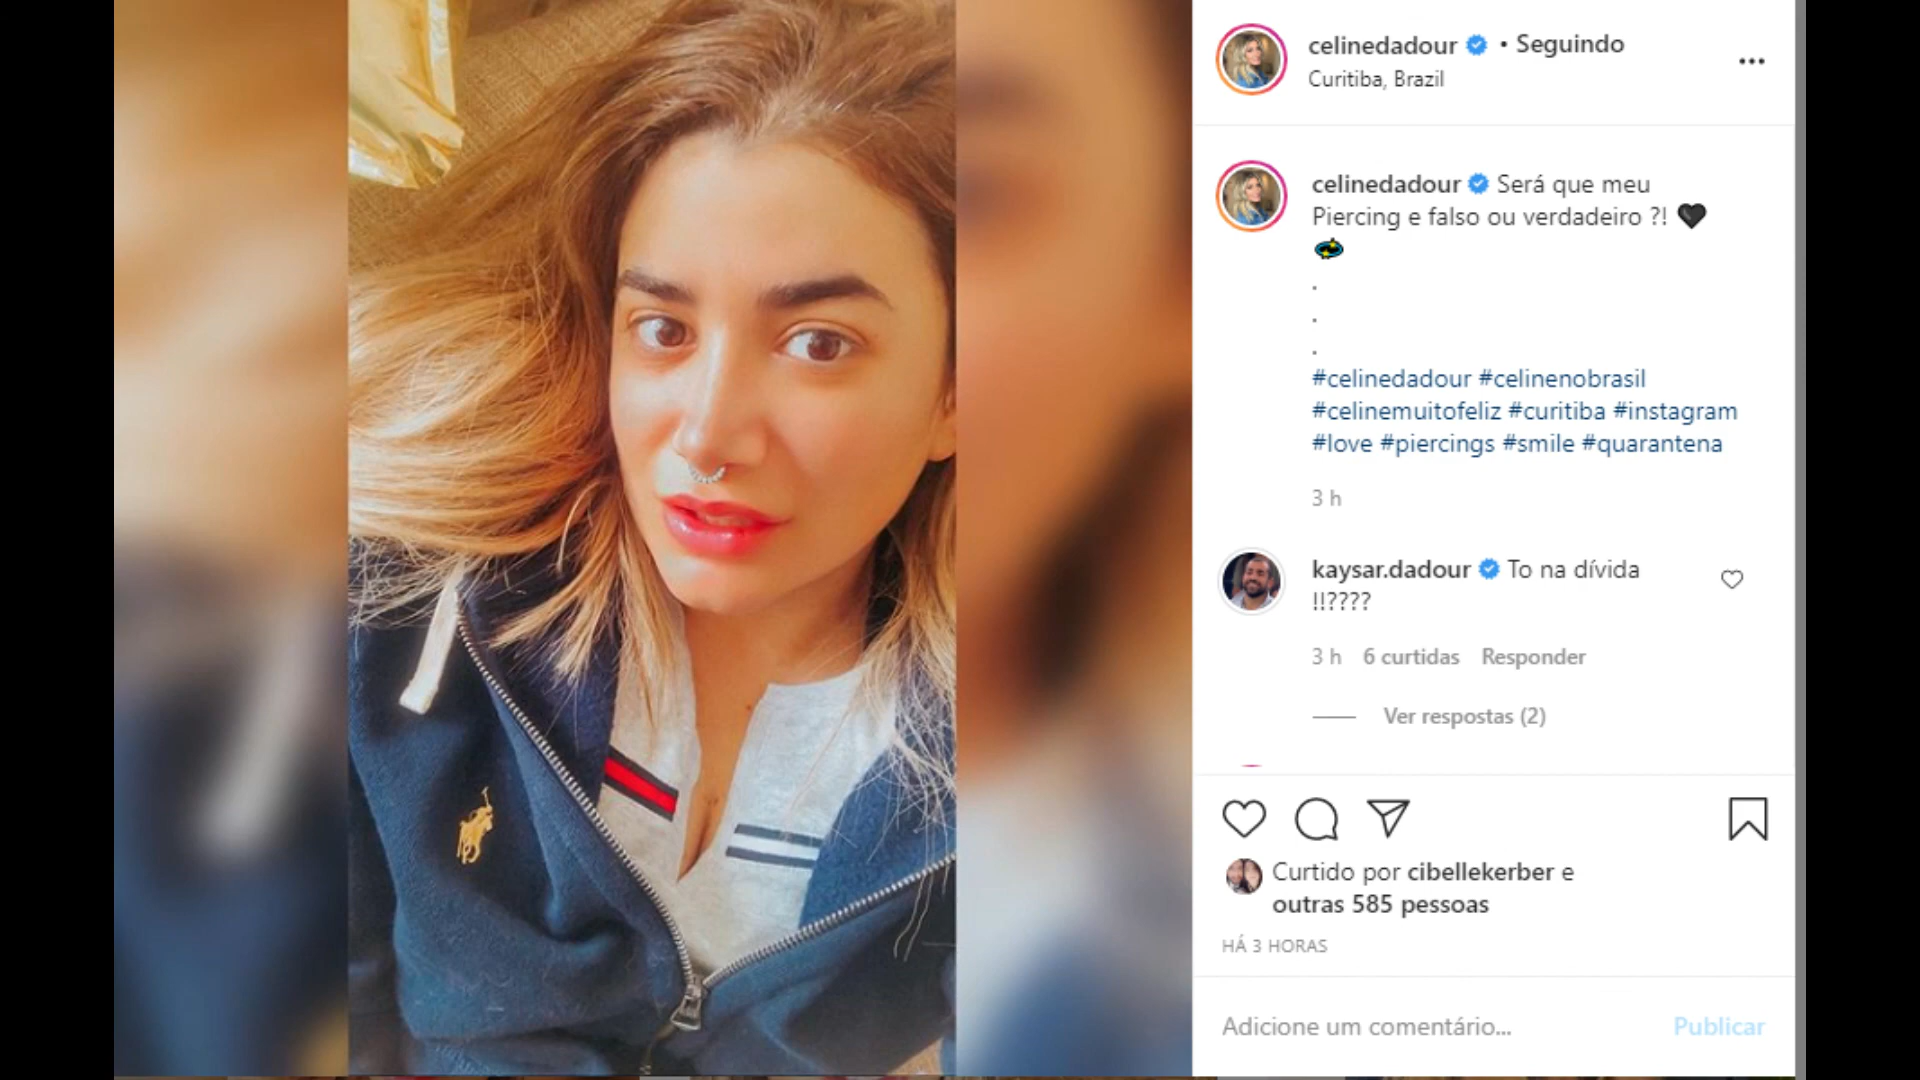 celinedadour • Seguindo
Curitiba, Brazil
celinedadour Será que meu
Piercing e falso ou verdadeiro ?! 🖤
💫
.
.
.
#celinedadour #celinenobrasil
#celinemuitofeliz #curitiba #instagram
#love #piercings #smile #quarantena
3 h
kaysar.dadour To na dívida
!!????
3 h 6 curtidas Responder
Ver respostas (2)
Curtido por cibellekerber e
outras 585 pessoas
HÁ 3 HORAS
Adicione um comentário... Publicar